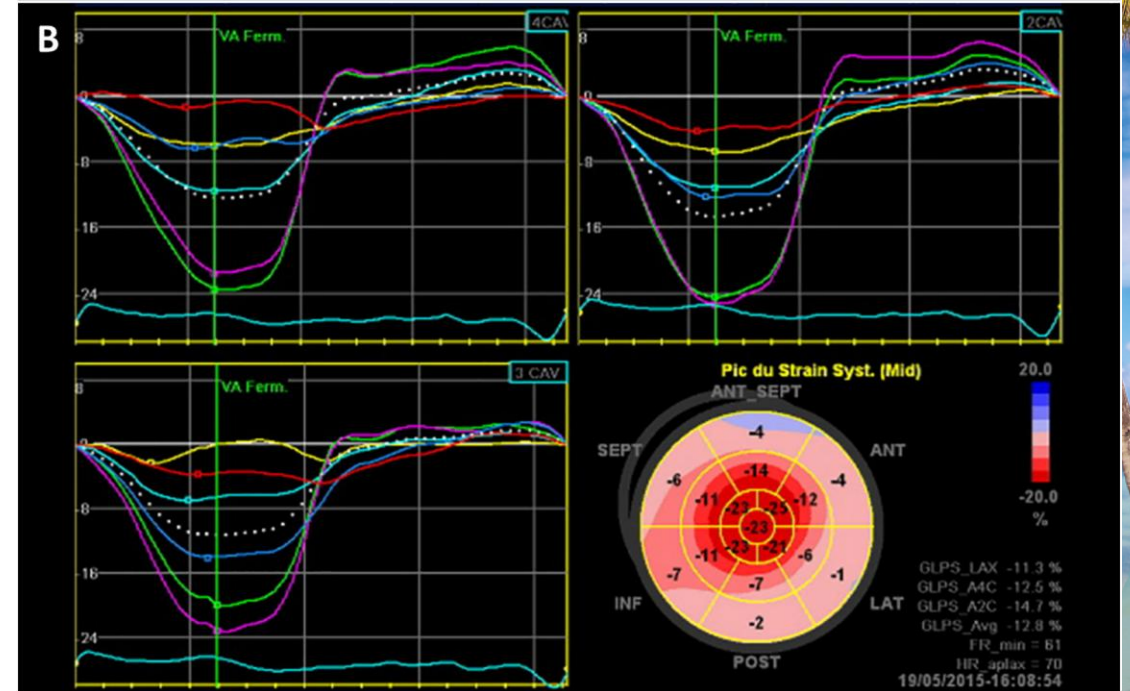 B
4CAV
8
VA Ferm.
0
-8
-16
-24
2CAV
8
VA Ferm.
0
-8
-16
-24
3 CAV
8
VA Ferm.
0
-8
-16
-24
Pic du Strain Syst. (Mid)
20.0
-20.0
%
ANT_SEPT
SEPT
ANT
INF
LAT
POST
-4
-6
-4
-14
-11
-12
-23
-25
-23
-23
-21
-11
-6
-7
-7
-1
-2
GLPS_LAX -11.3 %
GLPS_A4C -12.5 %
GLPS_A2C -14.7 %
GLPS_Avg -12.8 %
FR_min = 61
HR_aplax = 70
19/05/2015-16:08:54